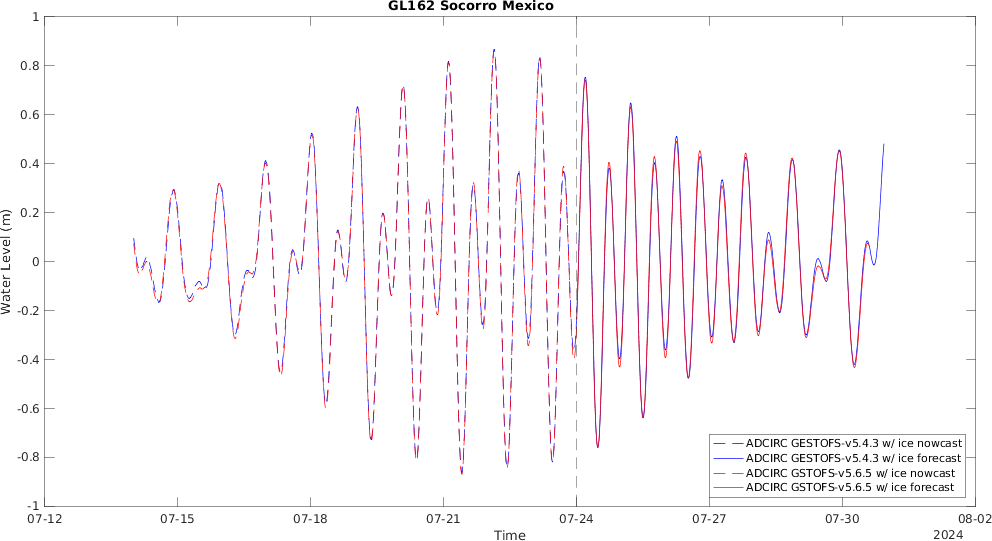 GL162 Socorro Mexico
Water Level (m)
1
0.8
0.6
0.4
0.2
0
-0.2
-0.4
-0.6
-0.8
-1
07-12
07-15
07-18
07-21
07-24
07-27
07-30
08-02
Time
2024
ADCIRC GESTOFS-v5.4.3 w/ ice nowcast
ADCIRC GESTOFS-v5.4.3 w/ ice forecast
ADCIRC GSTOFS-v5.6.5 w/ ice nowcast
ADCIRC GSTOFS-v5.6.5 w/ ice forecast